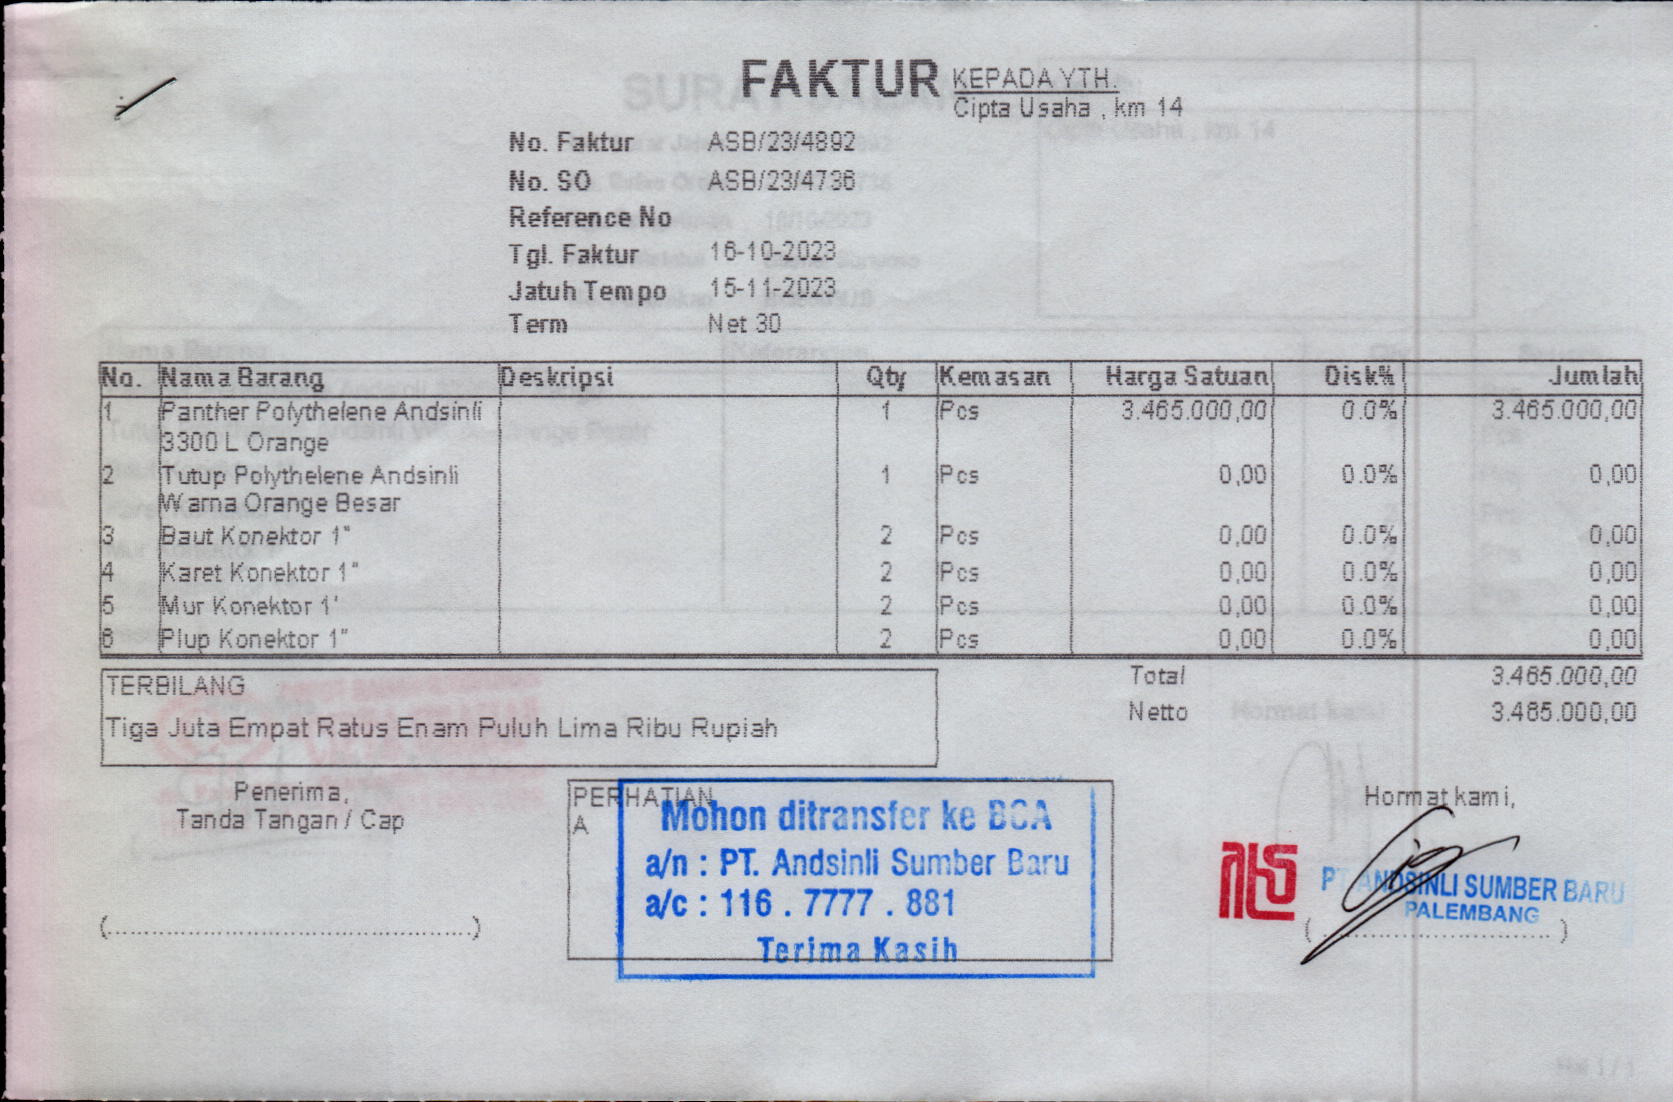 FAKTUR
KEPADA YTH.
Cipta Usaha , km 14
No. Faktur ASB/23/4892
No. SO ASB/23/4736
Reference No
Tgl. Faktur 16-10-2023
Jatuh Tempo 15-11-2023
Term Net 30
No. Nama Barang Deskripsi Qty Kemasan Harga Satuan Disk% Jumlah
1 Panther Polythelene Andsinli 1 Pcs 3.465.000,00 0.0% 3.465.000,00
3300 L Orange
2 Tutup Polythelene Andsinli 1 Pcs 0,00 0.0% 0,00
Warna Orange Besar
3 Baut Konektor 1" 2 Pcs 0,00 0.0% 0,00
4 Karet Konektor 1" 2 Pcs 0,00 0.0% 0,00
5 Mur Konektor 1' 2 Pcs 0,00 0.0% 0,00
6 Plup Konektor 1" 2 Pcs 0,00 0.0% 0,00
Total 3.465.000,00
Netto 3.465.000,00
TERBILANG
Tiga Juta Empat Ratus Enam Puluh Lima Ribu Rupiah
Penerima,
Tanda Tangan / Cap
(..............................................)
PERHATIAN
A
Mohon ditransfer ke BCA
a/n : PT. Andsinli Sumber Baru
a/c : 116 . 7777 . 881
Terima Kasih
Hormat kami,
PT ANDSINLI SUMBER BARU
PALEMBANG
(..............................)